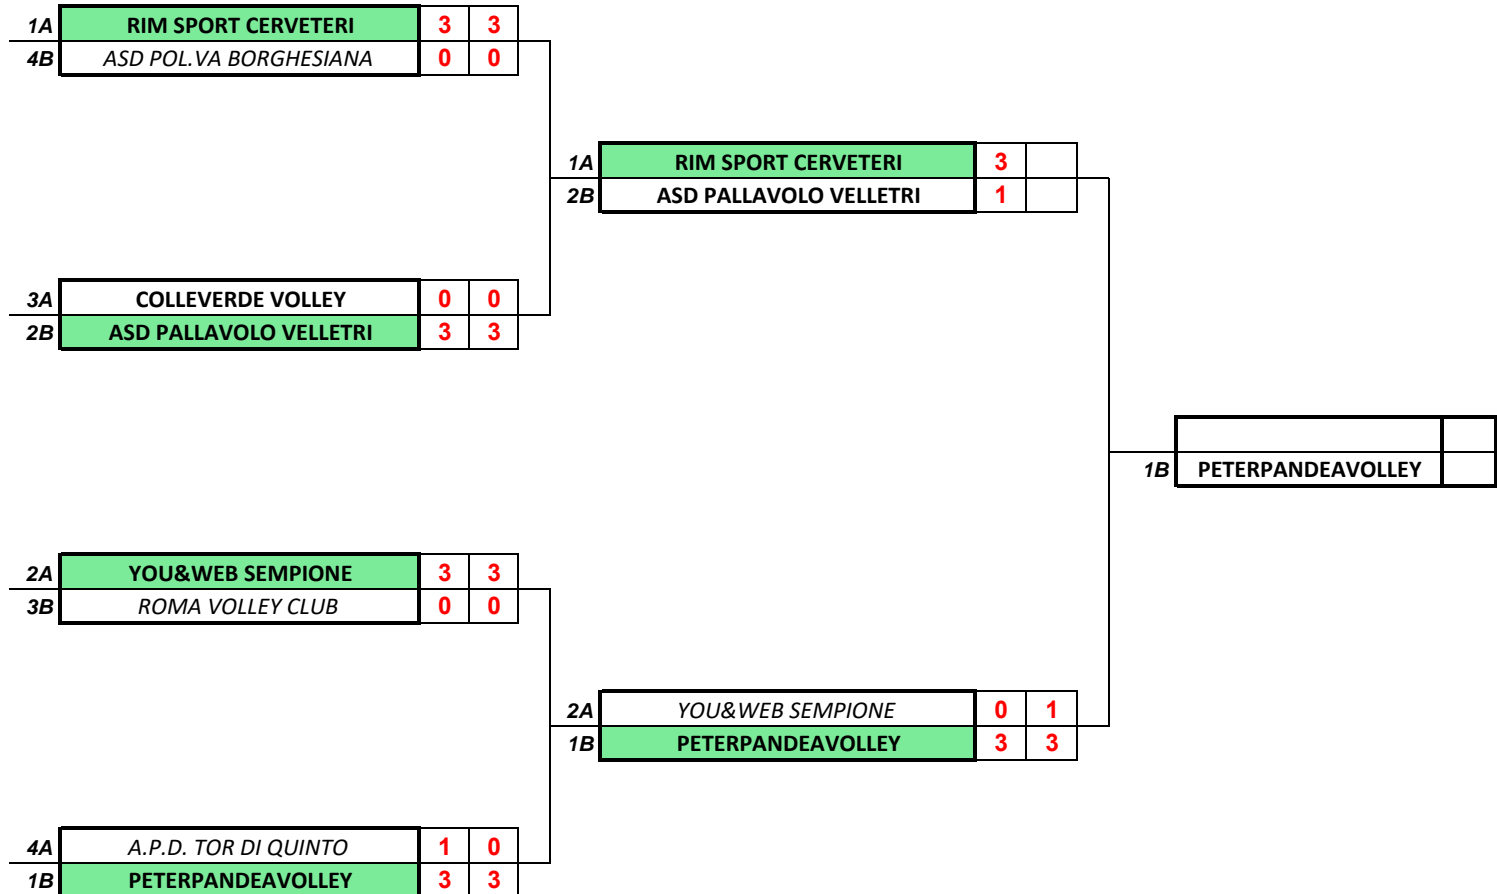 1A RIM SPORT CERVETERI 3 3
4B ASD POL.VA BORGHESIANA 0 0
1A RIM SPORT CERVETERI 3
2B ASD PALLAVOLO VELLETRI 1
3A COLLEVERDE VOLLEY 0 0
2B ASD PALLAVOLO VELLETRI 3 3
1B PETERPANDEAVOLLEY
2A YOU&WEB SEMPIONE 3 3
3B ROMA VOLLEY CLUB 0 0
2A YOU&WEB SEMPIONE 0 1
1B PETERPANDEAVOLLEY 3 3
4A A.P.D. TOR DI QUINTO 1 0
1B PETERPANDEAVOLLEY 3 3